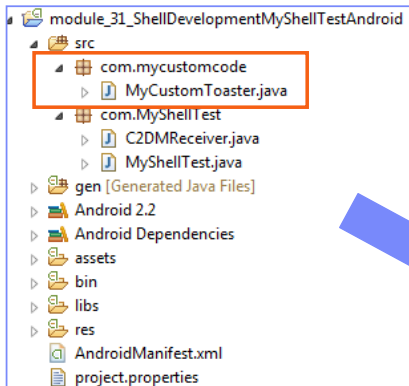 module_31_ShellDevelopmentMyShellTestAndroid
src
com.mycustomcode
MyCustomToaster.java
com.MyShellTest
C2DMReceiver.java
MyShellTest.java
gen [Generated Java Files]
Android 2.2
Android Dependencies
assets
bin
libs
res
AndroidManifest.xml
project.properties